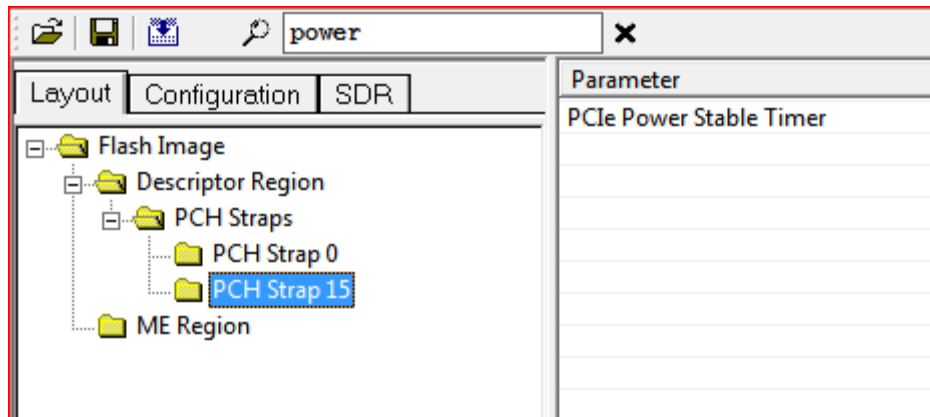 power
Layout Configuration SDR
Parameter
PCIe Power Stable Timer
Flash Image
Descriptor Region
PCH Straps
PCH Strap 0
PCH Strap 15
ME Region